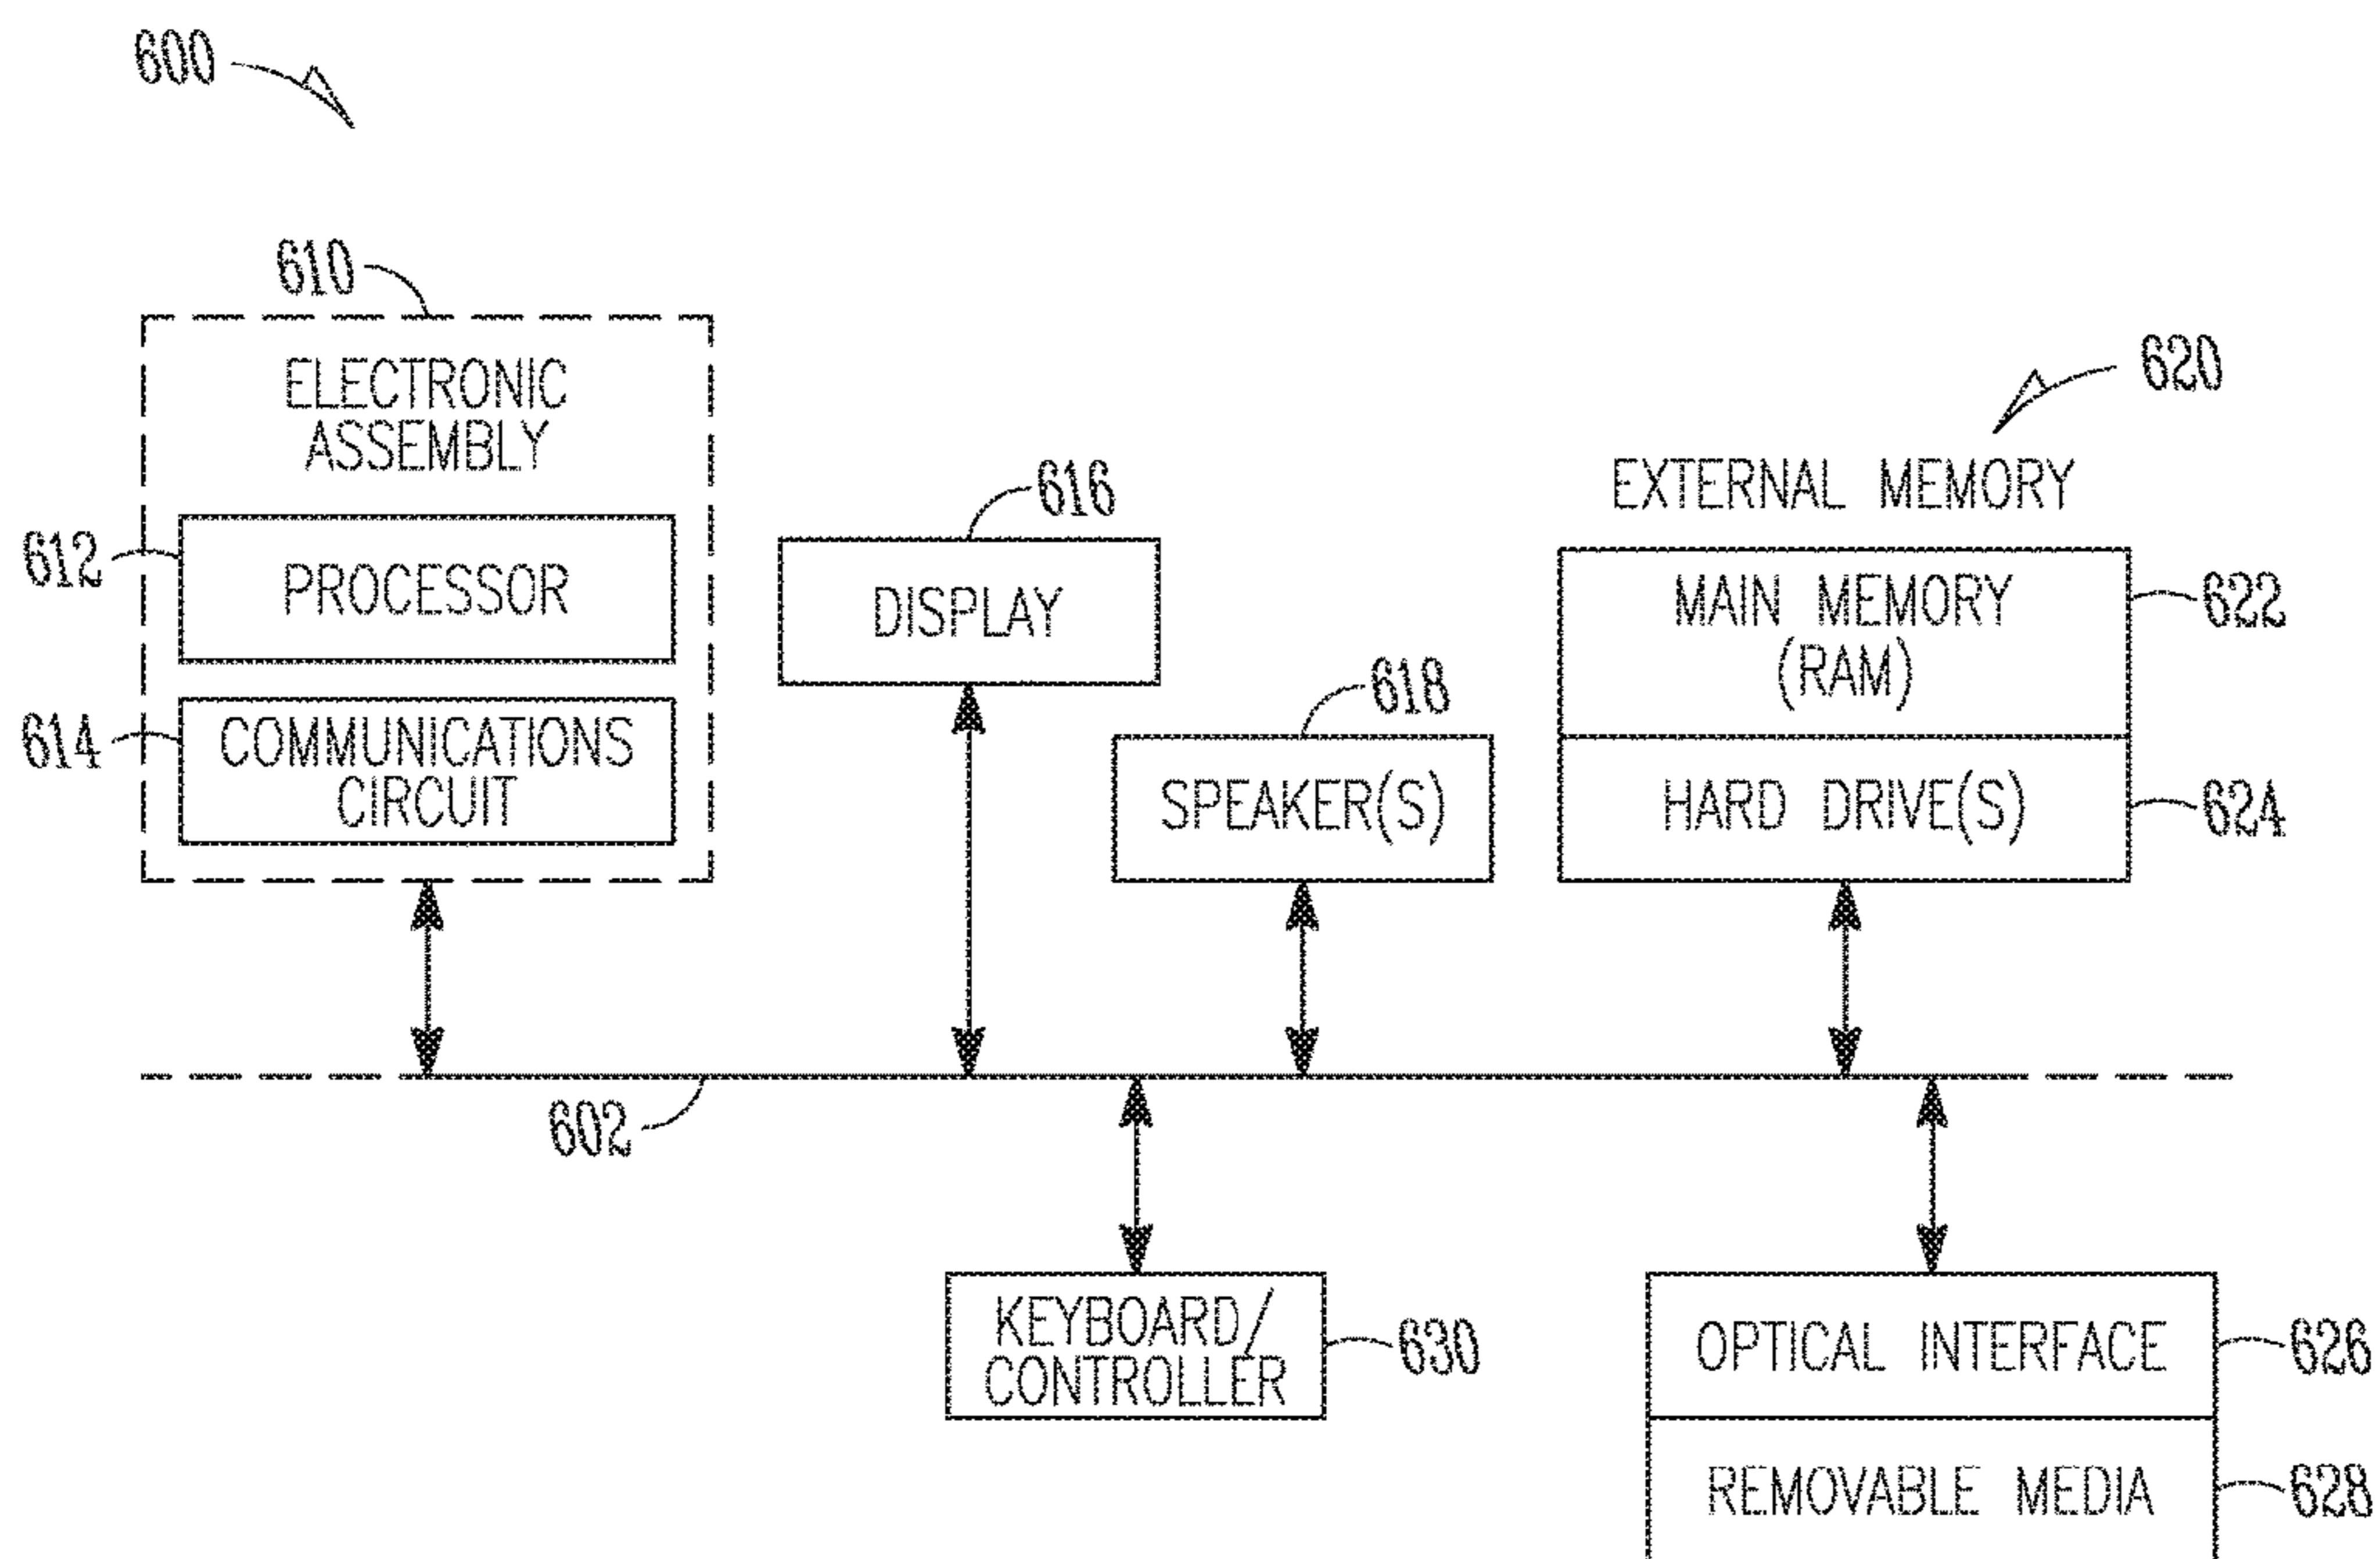 600
610
ELECTRONIC
ASSEMBLY
612
PROCESSOR
614
COMMUNICATIONS
CIRCUIT
616
DISPLAY
618
SPEAKER(S)
620
EXTERNAL MEMORY
MAIN MEMORY
(RAM)
622
HARD DRIVE(S)
624
602
KEYBOARD/
CONTROLLER
630
OPTICAL INTERFACE
626
REMOVABLE MEDIA
628